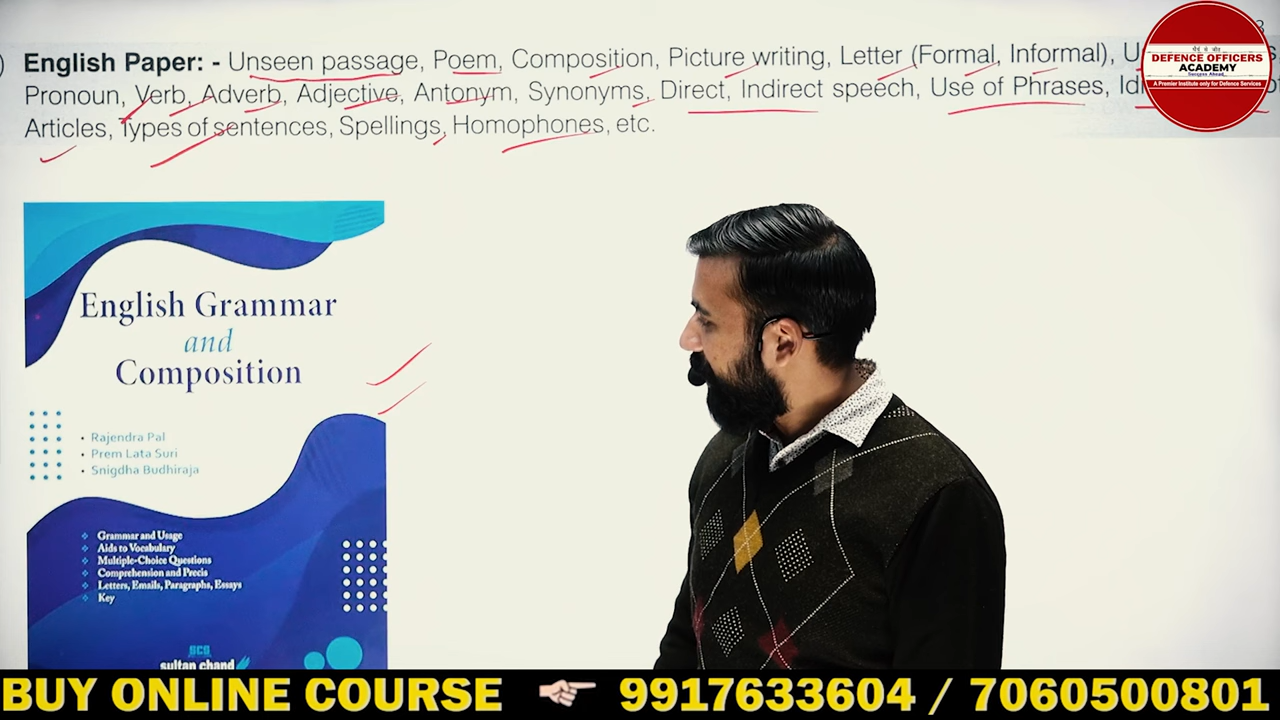 ) English Paper: - Unseen passage, Poem, Composition, Picture writing, Letter (Formal, Informal),
Pronoun, Verb, Adverb, Adjective, Antonym, Synonyms, Direct, Indirect speech, Use of Phrases,
Articles, Types of sentences, Spellings, Homophones, etc.
DEFENCE OFFICERS
ACADEMY
Success Ahead...
A Premier Institute only for Defence Services
English Grammar
and
Composition
• Rajendra Pal
• Prem Lata Suri
• Snigdha Budhiraja
Grammar and Usage
Aids to Vocabulary
Multiple-Choice Questions
Comprehension and Precis
Letters, Emails, Paragraphs, Essays
Key
sultan chand
BUY ONLINE COURSE 9917633604 / 7060500801